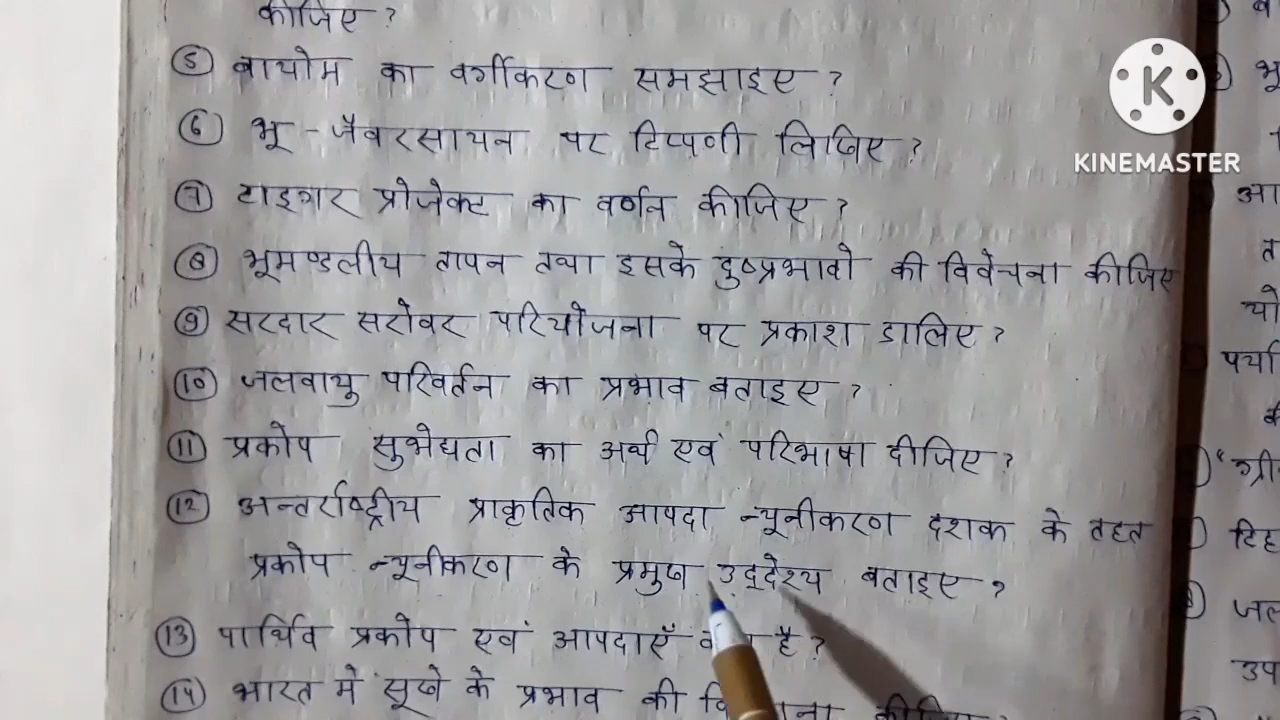 कीजिए ?
⑤ बायोम का वर्गीकरण समझाइए ?
⑥ भू - जैवरसायन पर टिप्पणी लिखिए ?
⑦ टाइगर प्रोजेक्ट का वर्णन कीजिए ?
⑧ भूमण्डलीय तापन तथा इसके दुष्प्रभावो की विवेचना कीजिए
⑨ सरदार सरोवर परियोजना पर प्रकाश डालिए ?
⑩ जलवायु परिवर्तन का प्रभाव बताइए ?
⑪ प्रकोप सुभेद्यता का अर्थ एवं परिभाषा दीजिए ?
⑫ अन्तर्राष्ट्रीय प्राकृतिक आपदा न्यूनीकरण दशक के तहत
प्रकोप न्यूनीकरण के प्रमुख उद्देश्य बताइए ?
⑬ पार्थिव प्रकोप एवं आपदाएँ है ?
⑭ भारत मे सूखे के प्रभाव की कीजिए
KINEMASTER
भू
आ
त
यो
पर्या
की
ग्री
टिह
जल
उप